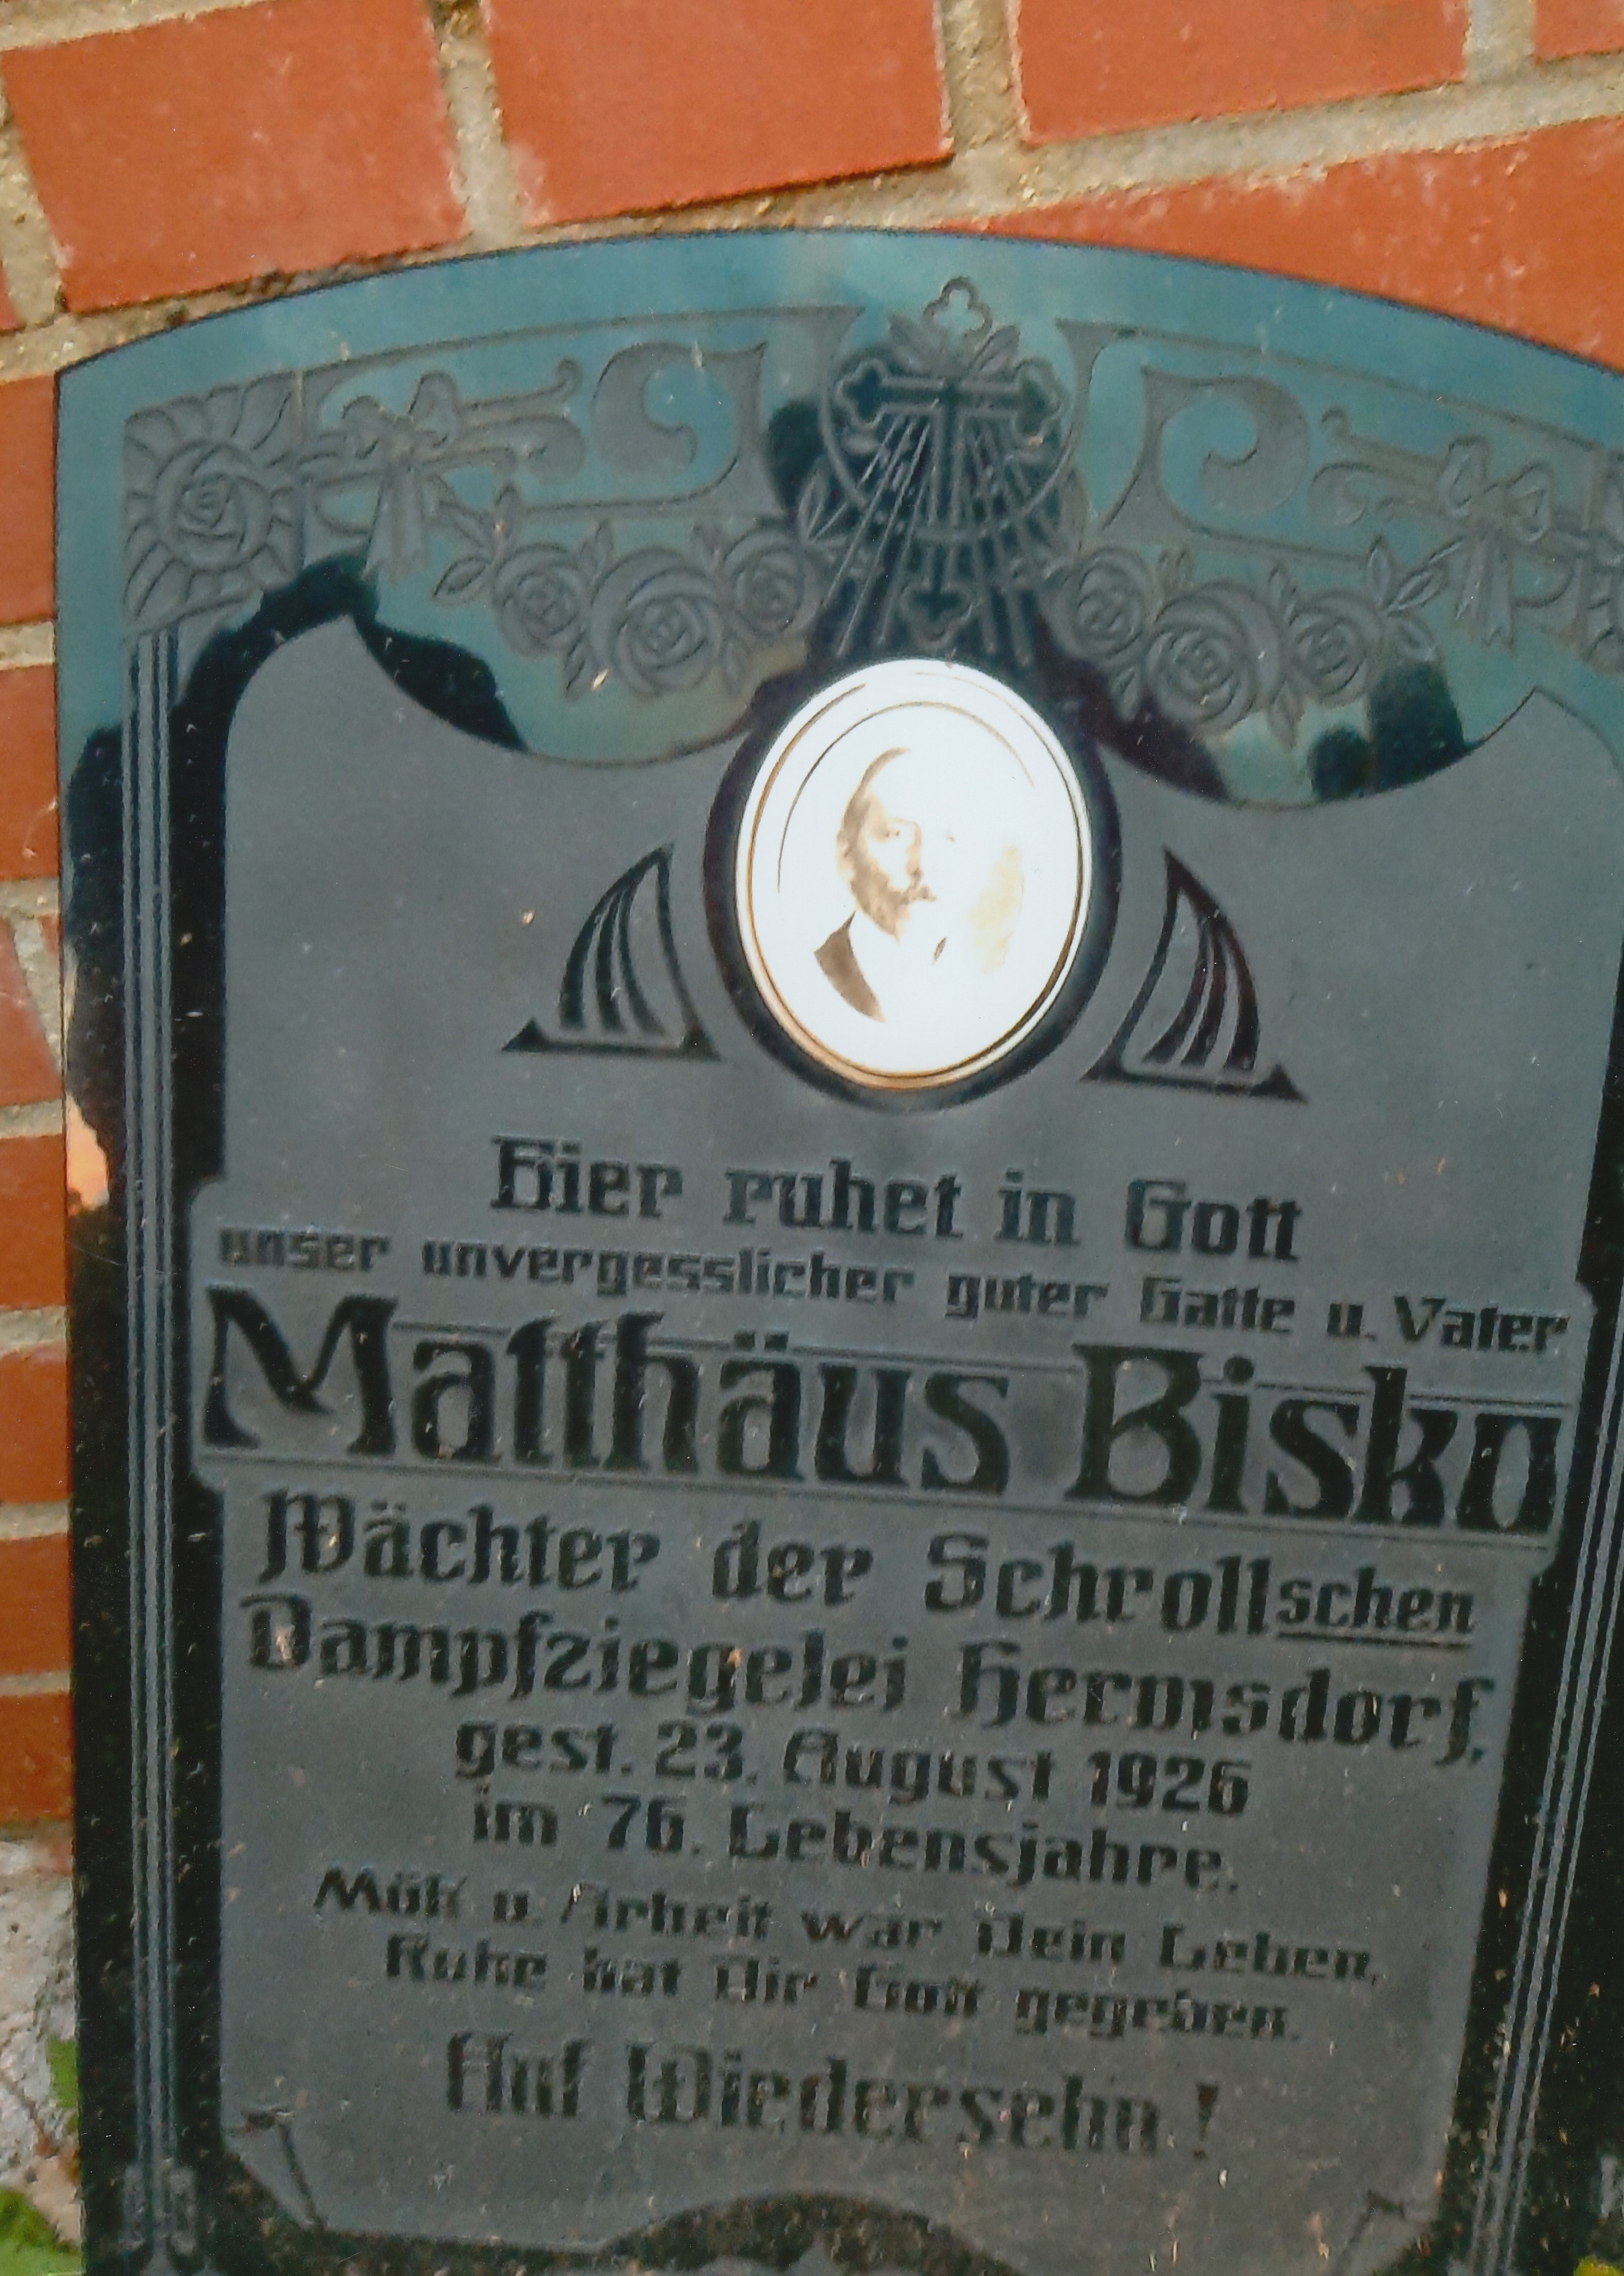 Hier ruhet in Gott
unser unvergesslicher guter Gatte u. Vater
Matthäus Bisko
Wächter der Schrollschen
Dampfziegelei Hermsdorf,
gest. 23. August 1926
im 76. Lebensjahre.
Müh' u. Arbeit war Dein Leben,
Ruhe hat Dir Gott gegeben.
Auf Wiedersehn!